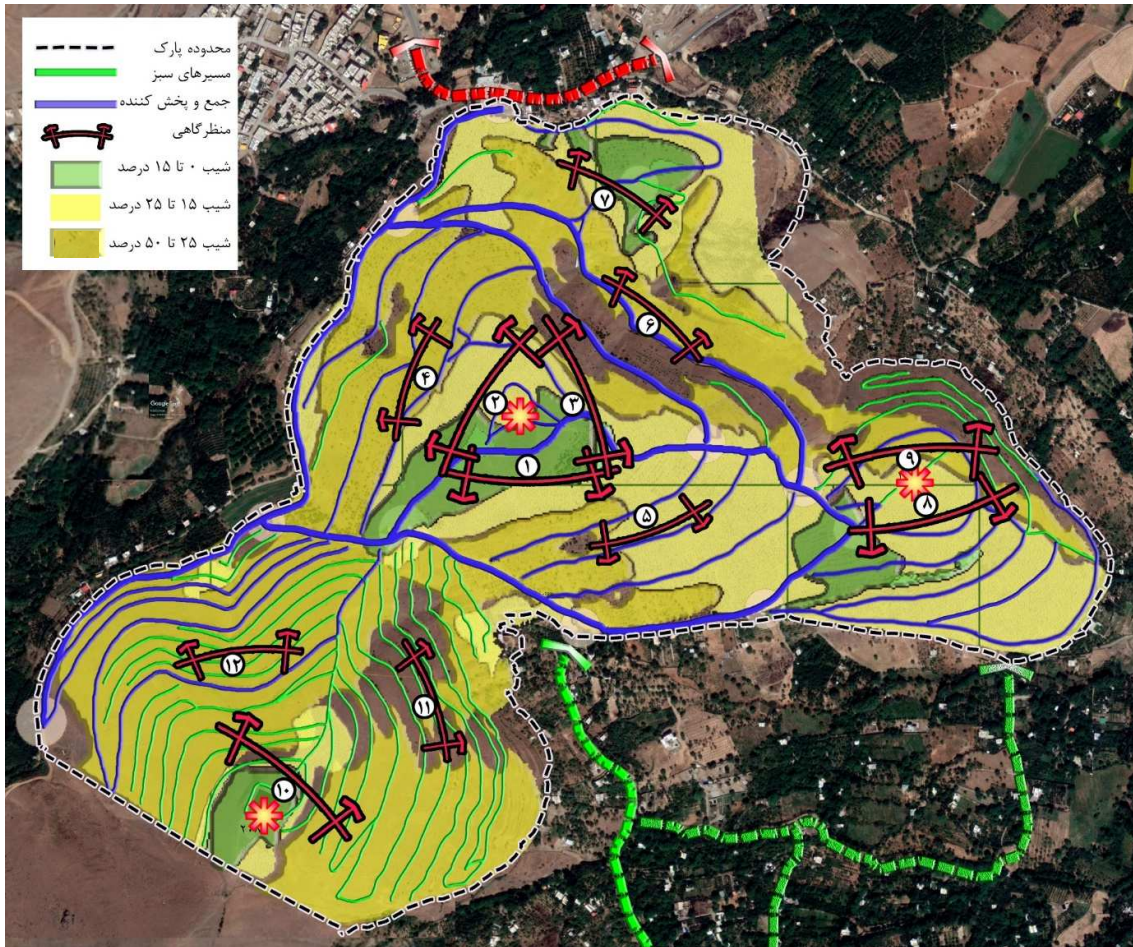 محدوده پارک
مسیرهای سبز
جمع و پخش کننده
منظرگاهی
شیب ۰ تا ۱۵ درصد
شیب ۱۵ تا ۲۵ درصد
شیب ۲۵ تا ۵۰ درصد
۷
۶
۴
۲
۳
۱
۹
۸
۵
۱۲
۱۱
۱۰